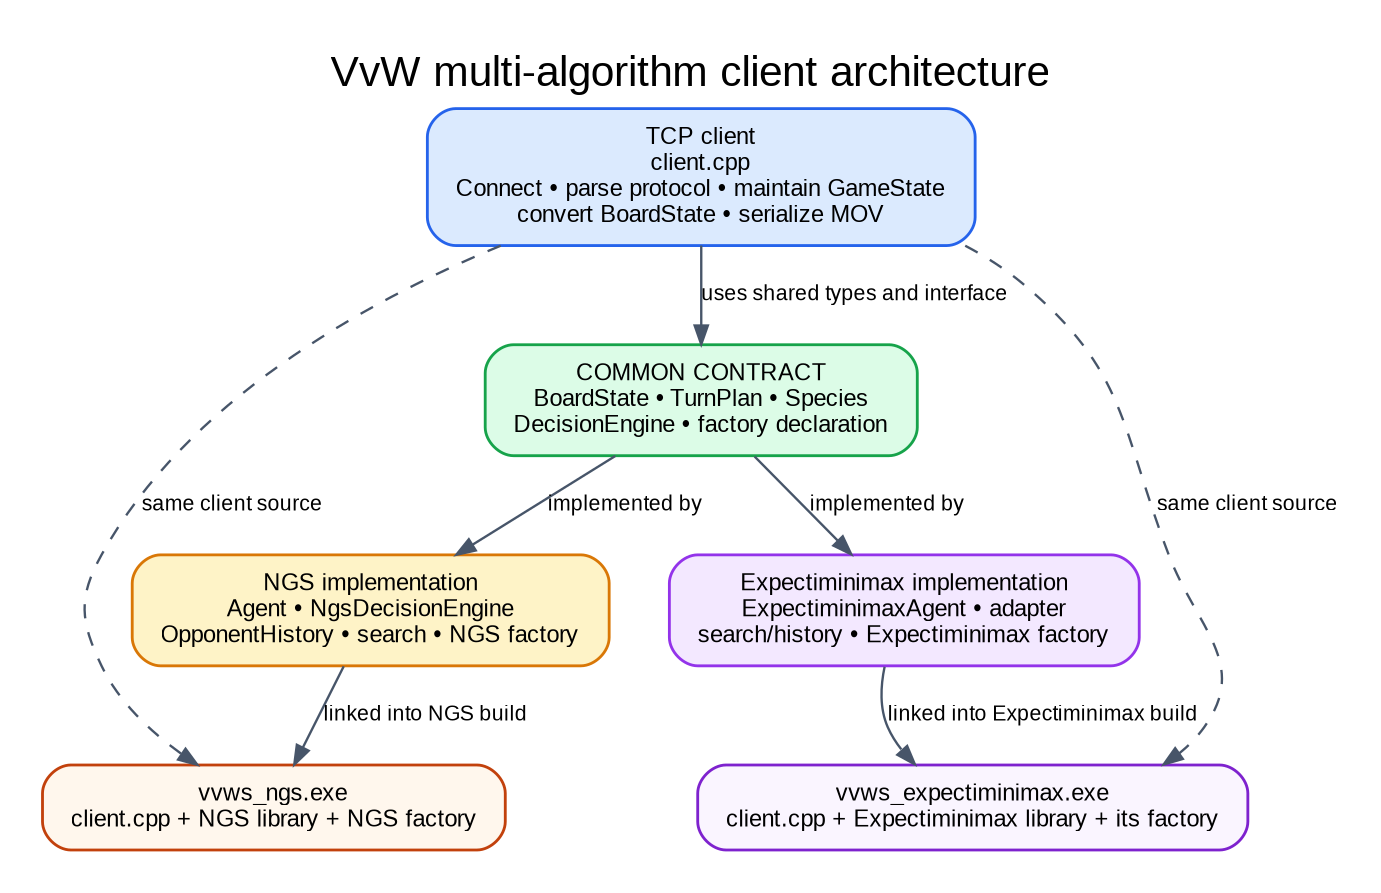 VvW multi-algorithm client architecture
TCP client
client.cpp
Connect • parse protocol • maintain GameState
convert BoardState • serialize MOV
uses shared types and interface
COMMON CONTRACT
BoardState • TurnPlan • Species
DecisionEngine • factory declaration
same client source
implemented by
implemented by
same client source
NGS implementation
Agent • NgsDecisionEngine
OpponentHistory • search • NGS factory
Expectiminimax implementation
ExpectiminimaxAgent • adapter
search/history • Expectiminimax factory
linked into NGS build
linked into Expectiminimax build
vvws_ngs.exe
client.cpp + NGS library + NGS factory
vvws_expectiminimax.exe
client.cpp + Expectiminimax library + its factory